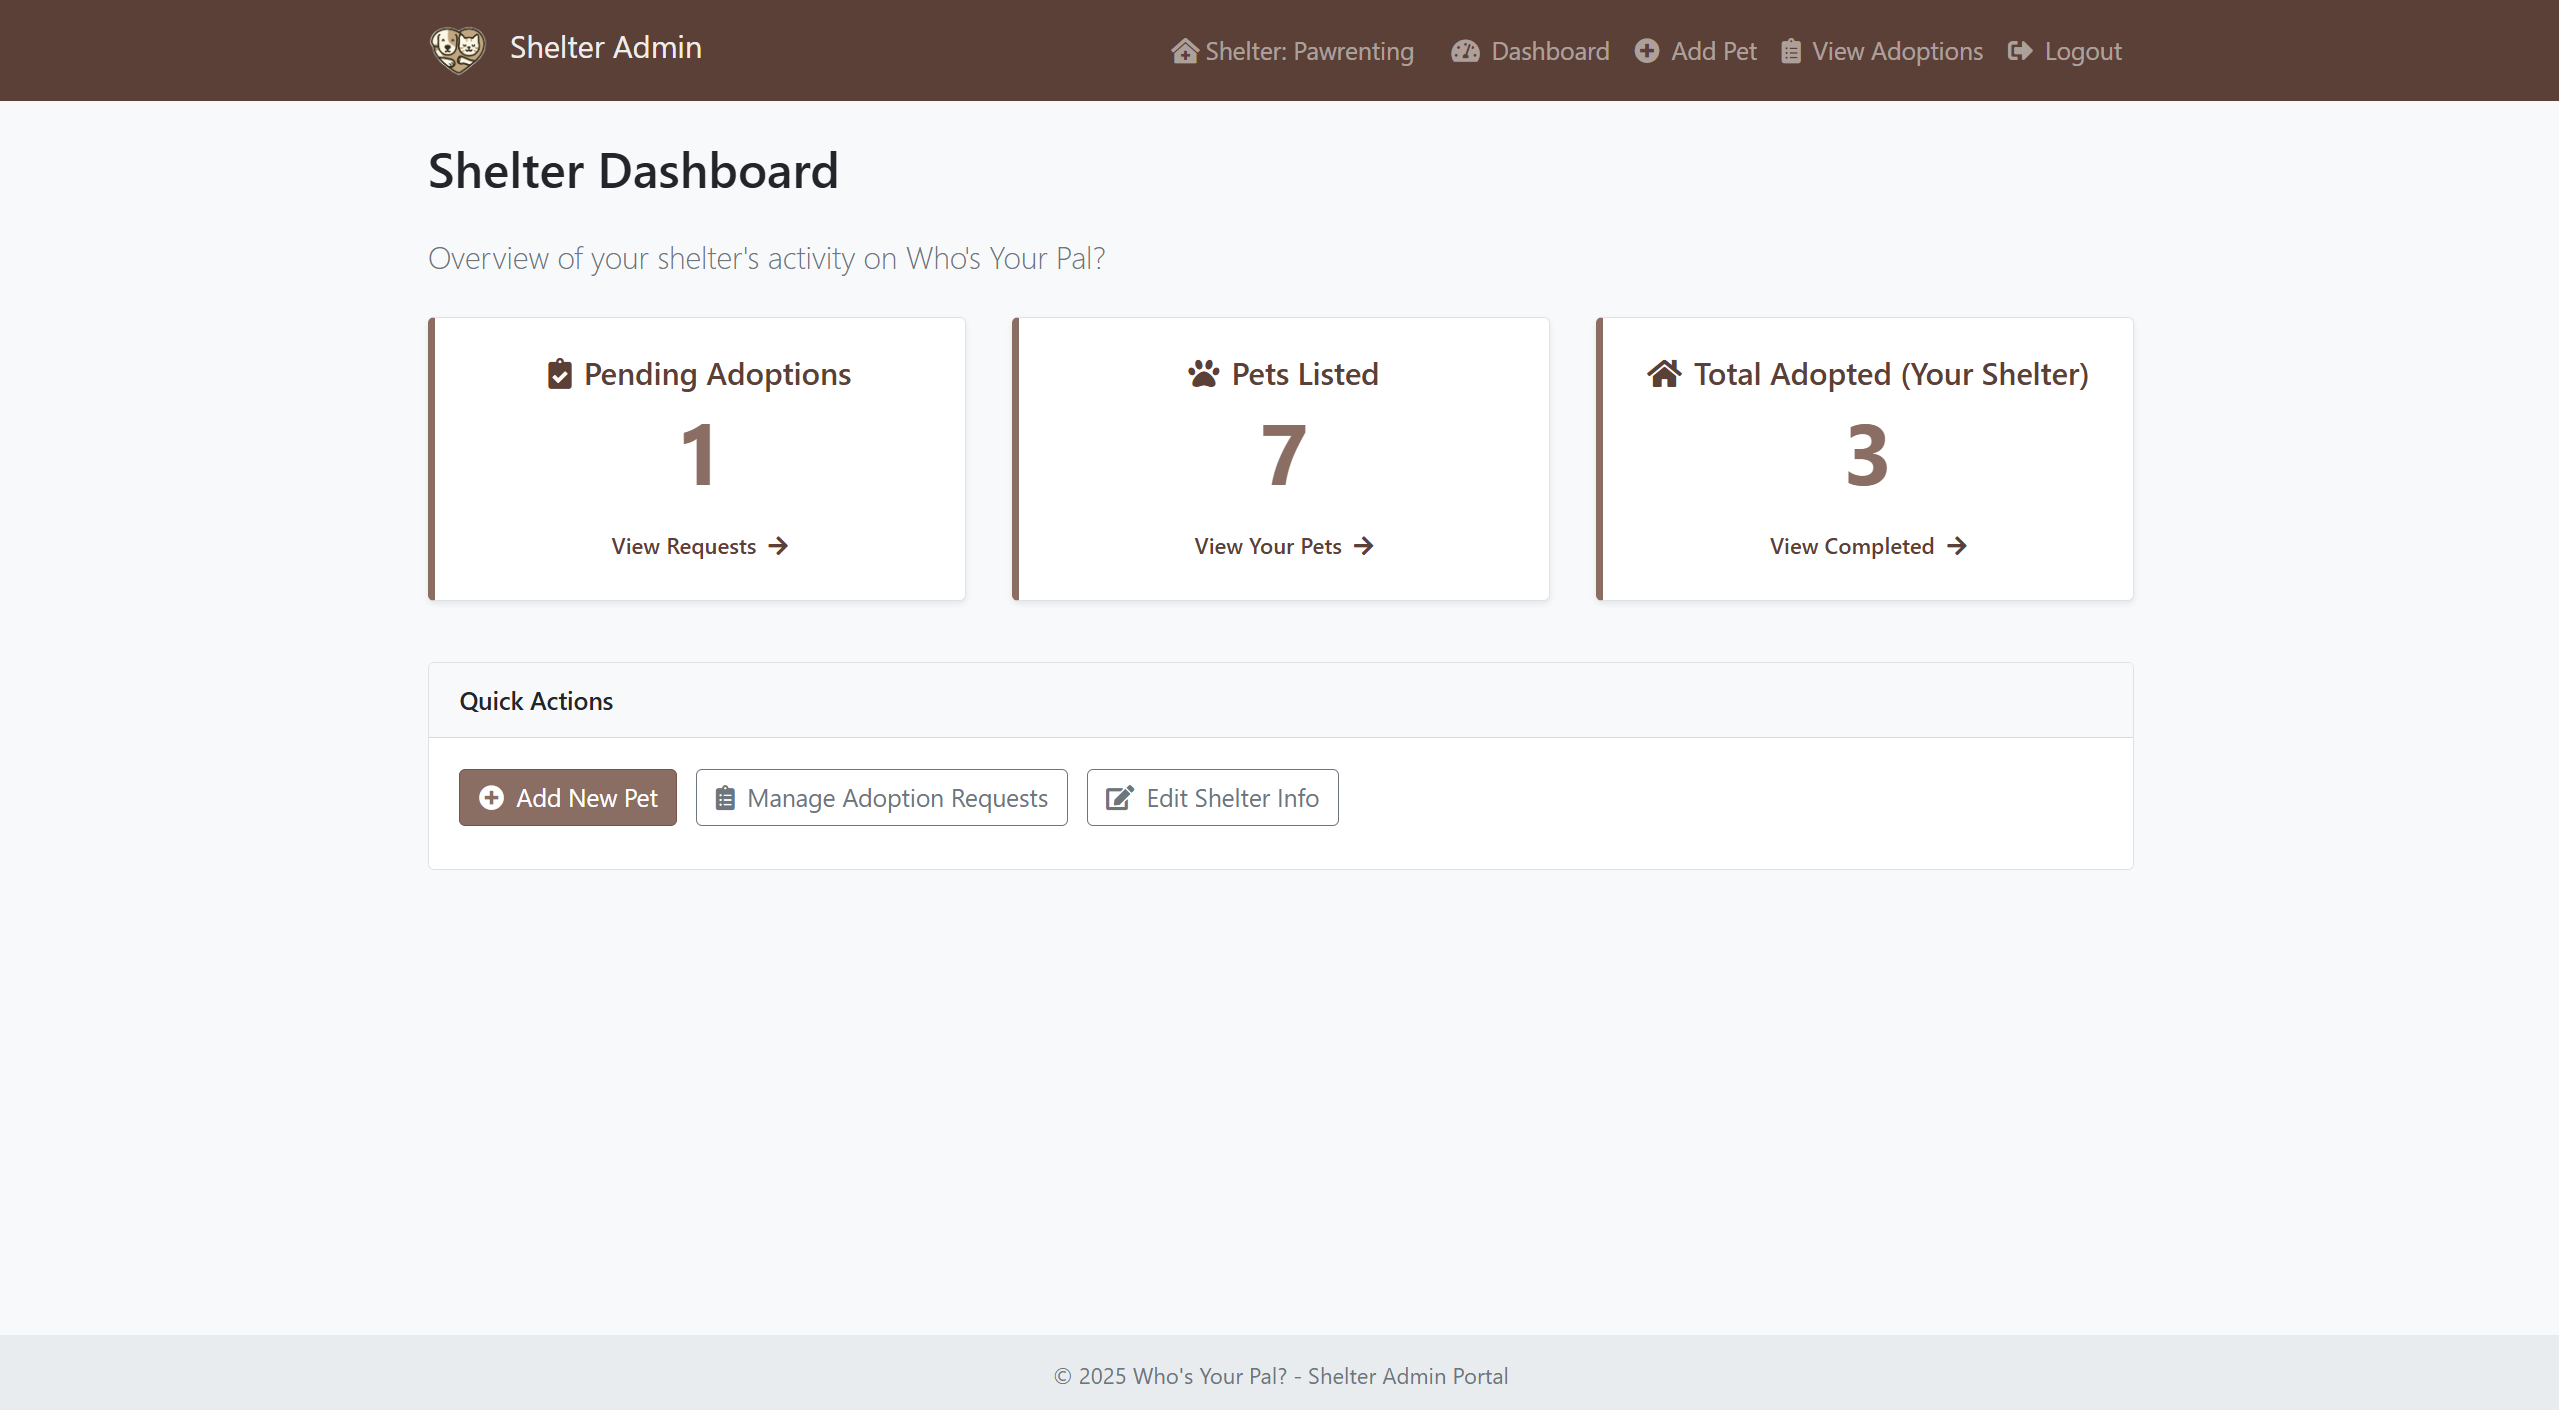 Shelter Admin
Shelter: Pawrenting
Dashboard
Add Pet
View Adoptions
Logout
Shelter Dashboard
Overview of your shelter's activity on Who's Your Pal?
Pending Adoptions
1
View Requests
Pets Listed
7
View Your Pets
Total Adopted (Your Shelter)
3
View Completed
Quick Actions
Add New Pet
Manage Adoption Requests
Edit Shelter Info
© 2025 Who's Your Pal? - Shelter Admin Portal